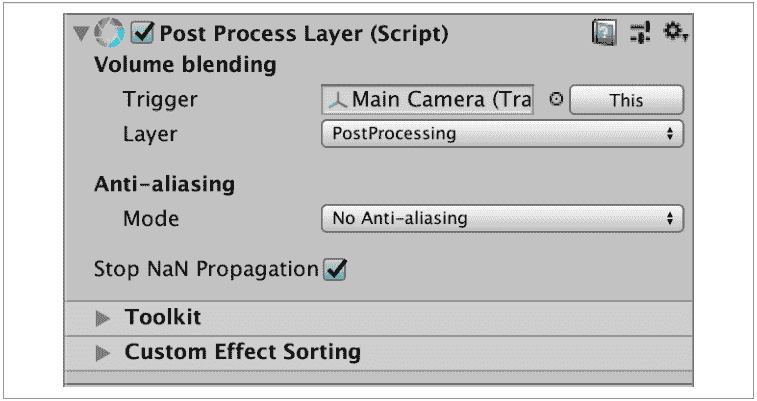 Post Process Layer (Script)
Volume blending
Trigger Main Camera (Tra This
Layer PostProcessing
Anti-aliasing
Mode No Anti-aliasing
Stop NaN Propagation
Toolkit
Custom Effect Sorting